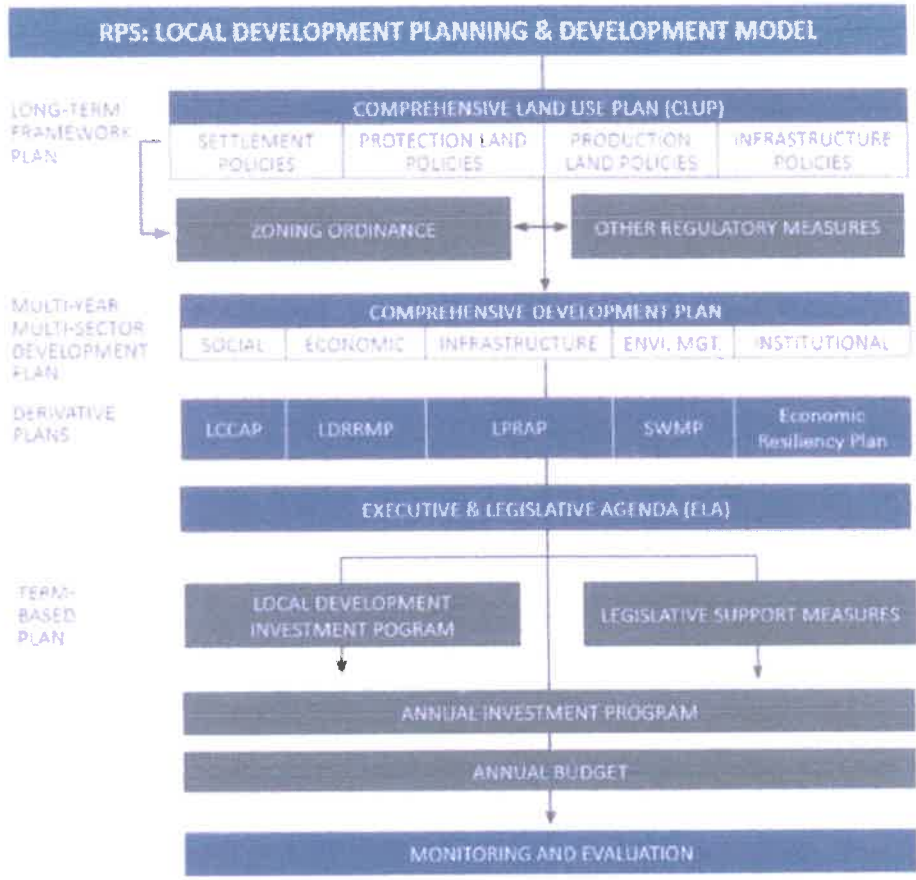 RPS: LOCAL DEVELOPMENT PLANNING & DEVELOPMENT MODEL
LONG-TERM
FRAMEWORK
PLAN
COMPREHENSIVE LAND USE PLAN (CLUP)
SETTLEMENT
POLICIES
PROTECTION LAND
POLICIES
PRODUCTION
LAND POLICIES
INFRASTRUCTURE
POLICIES
ZONING ORDINANCE
OTHER REGULATORY MEASURES
MULTI-YEAR
MULTI-SECTOR
DEVELOPMENT
PLAN
COMPREHENSIVE DEVELOPMENT PLAN
SOCIAL
ECONOMIC
INFRASTRUCTURE
ENVI. MGT.
INSTITUTIONAL
DERIVATIVE
PLANS
LCCAP
LDRRMP
LPRAP
SWMP
Economic
Resiliency Plan
EXECUTIVE & LEGISLATIVE AGENDA (ELA)
TERM-
BASED
PLAN
LOCAL DEVELOPMENT
INVESTMENT POGRAM
LEGISLATIVE SUPPORT MEASURES
ANNUAL INVESTMENT PROGRAM
ANNUAL BUDGET
MONITORING AND EVALUATION